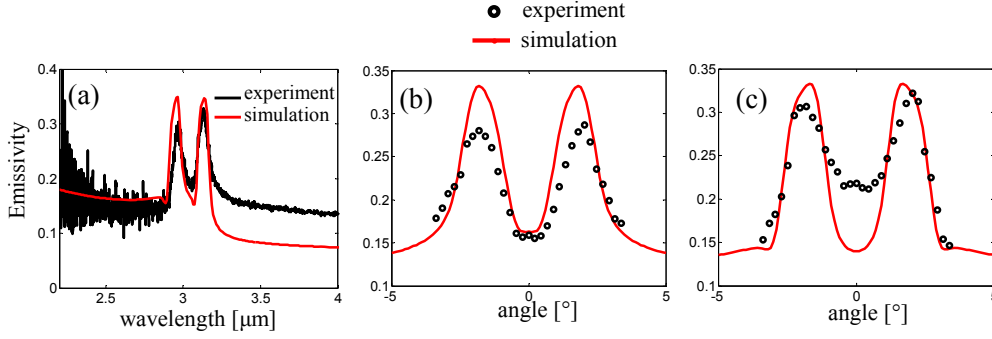 experiment
simulation
(a)
experiment
simulation
Emissivity
0.4
0.3
0.2
0.1
0
2.5
3
3.5
4
wavelength [μm]
(b)
0.35
0.3
0.25
0.2
0.15
0.1
-5
0
5
angle [°]
(c)
0.35
0.3
0.25
0.2
0.15
0.1
-5
0
5
angle [°]